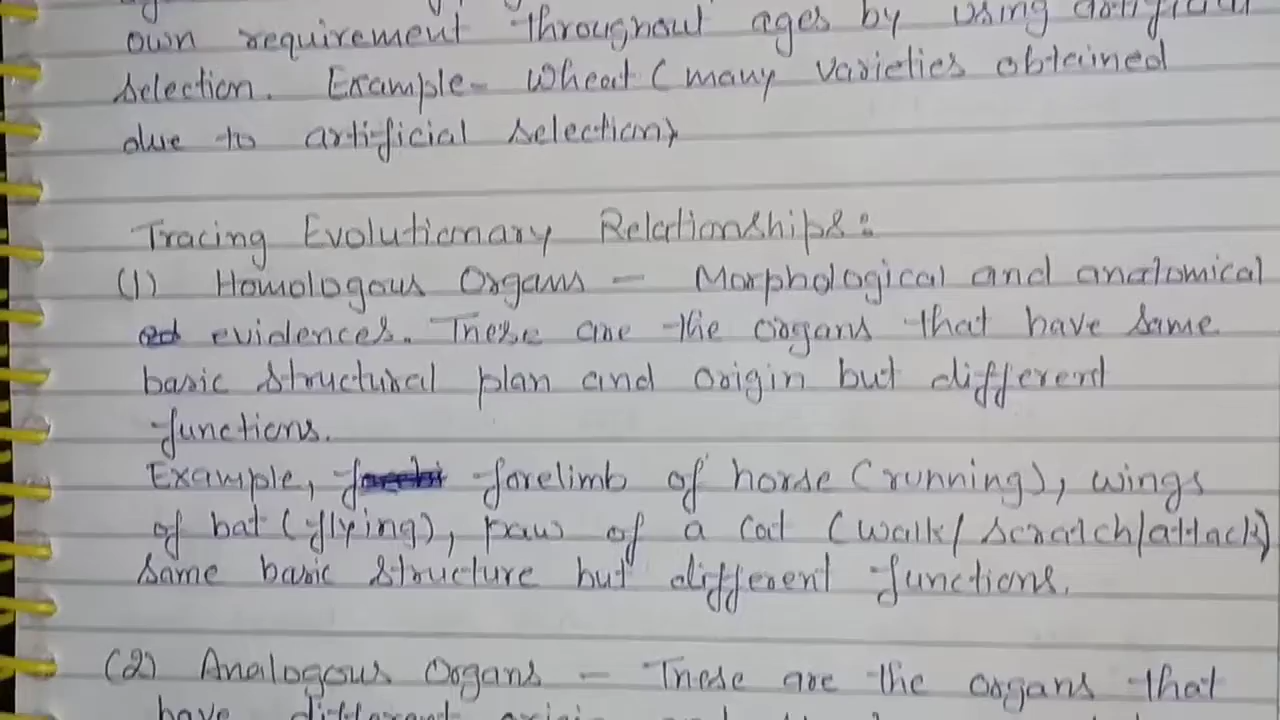 own requirement throughout ages by using artificial
selection. Example- Wheat (many varieties obtained
due to artificial selection)
Tracing Evolutionary Relationships:
(1) Homologous Organs - Morphological and anatomical
evidences. These are the organs that have same
basic structural plan and origin but different
functions.
Example, forelimb of horse (running), wings
of bat (flying), paw of a cat (walk/scratch/attack)
same basic structure but different functions.
(2) Analogous Organs - These are the organs that
have different origin